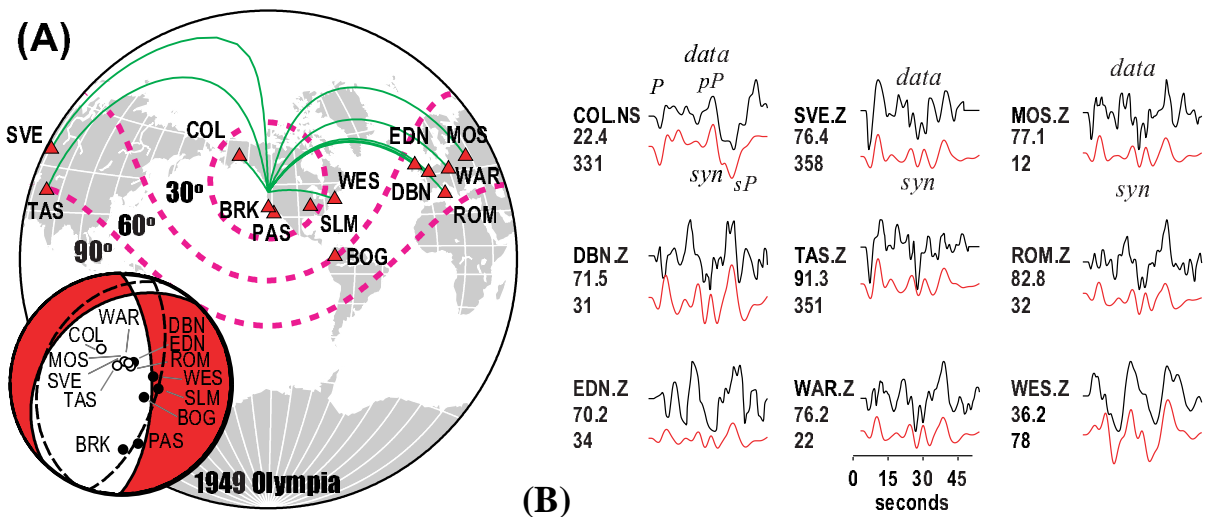 (A)
SVE
TAS
COL
30°
60°
90°
BRK
PAS
WES
SLM
BOG
EDN
MOS
WAR
DBN
ROM
WAR
COL
DBN
EDN
MOS
ROM
SVE
WES
TAS
SLM
BOG
BRK
PAS
1949 Olympia
(B)
data
P
pP
COL.NS
22.4
331
syn
sP
data
SVE.Z
76.4
358
syn
data
MOS.Z
77.1
12
syn
DBN.Z
71.5
31
TAS.Z
91.3
351
ROM.Z
82.8
32
EDN.Z
70.2
34
WAR.Z
76.2
22
WES.Z
36.2
78
0 15 30 45
seconds